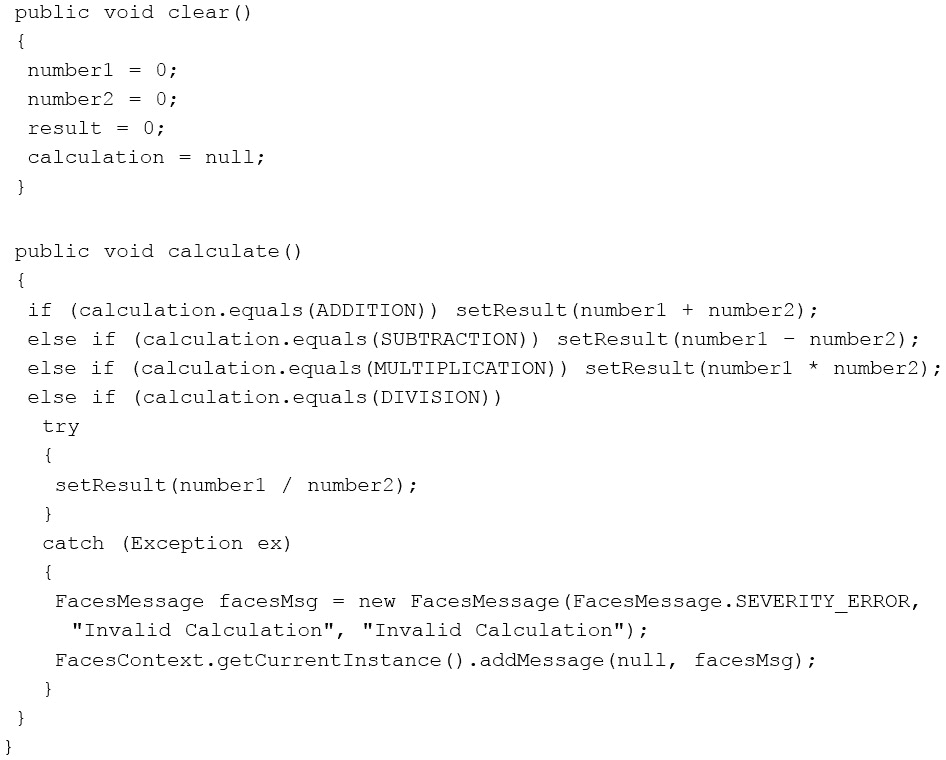 public void clear()
{
number1 = 0;
number2 = 0;
result = 0;
calculation = null;
}
public void calculate()
{
if (calculation.equals(ADDITION)) setResult(number1 + number2);
else if (calculation.equals(SUBTRACTION)) setResult(number1 – number2);
else if (calculation.equals(MULTIPLICATION)) setResult(number1 * number2);
else if (calculation.equals(DIVISION))
try
{
setResult(number1 / number2);
}
catch (Exception ex)
{
FacesMessage facesMsg = new FacesMessage(FacesMessage.SEVERITY_ERROR,
"Invalid Calculation", "Invalid Calculation");
FacesContext.getCurrentInstance().addMessage(null, facesMsg);
}
}
}